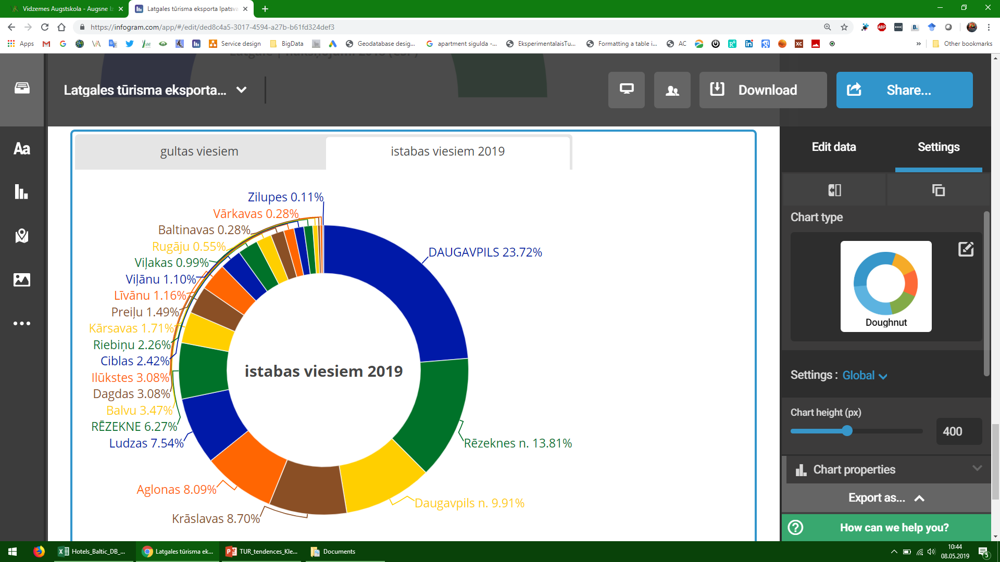 Vidzemes Augstskola - Augsne Iz
Latgales tūrisma eksporta īpatsva
https://infogram.com/app/#/edit/ded8c4a5-3017-4594-a27b-b61fd324def3
Apps
Service design
BigData
Geodatabase desig...
apartment sigulda -...
EksperimentalaisTu...
Formatting a table i...
AC
Other bookmarks
Latgales tūrisma eksporta...
Download
Share...
gultas viesiem
istabas viesiem 2019
Zilupes 0.11%
Vārkavas 0.28%
Baltinavas 0.28%
Rugāju 0.55%
Viļakas 0.99%
Viļānu 1.10%
Līvānu 1.16%
Preiļu 1.49%
Kārsavas 1.71%
Riebiņu 2.26%
Ciblas 2.42%
Ilūkstes 3.08%
Dagdas 3.08%
Balvu 3.47%
RĒZEKNE 6.27%
Ludzas 7.54%
Aglonas 8.09%
Krāslavas 8.70%
DAUGAVPILS 23.72%
Rēzeknes n. 13.81%
Daugavpils n. 9.91%
istabas viesiem 2019
Aa
Edit data
Settings
Chart type
Doughnut
Settings : Global
Chart height (px)
400
Chart properties
Export as...
How can we help you?
Hotels_Baltic_DB_...
Latgales tūrisma ek...
TUR_tendences_Kle...
Documents
10:44
08.05.2019
5